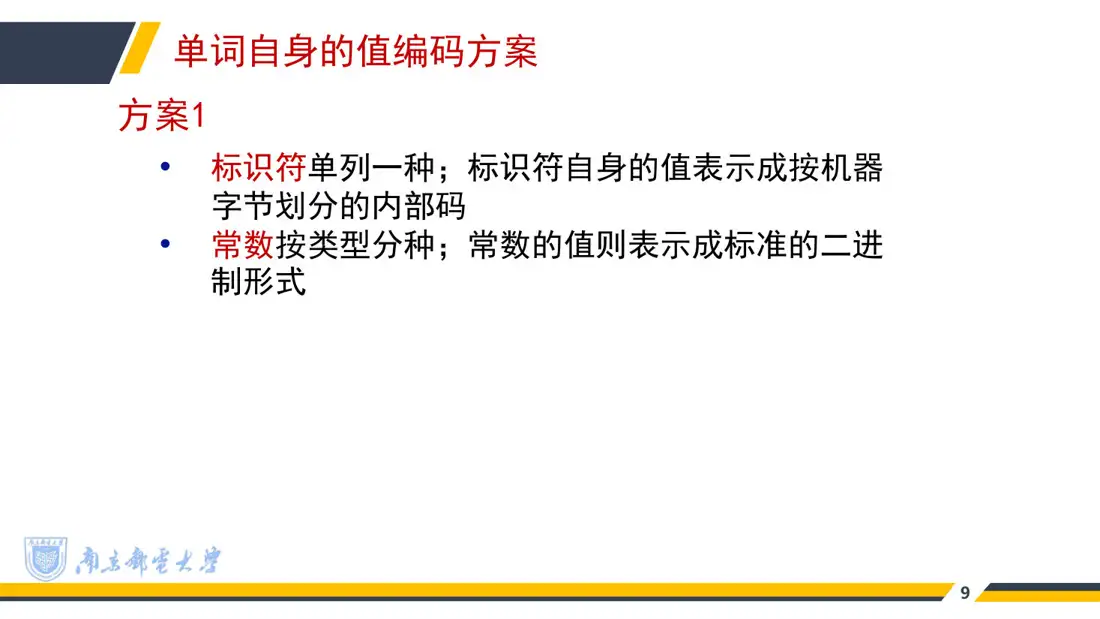 单词自身的值编码方案
方案1
• 标识符单列一种；标识符自身的值表示成按机器
字节划分的内部码
• 常数按类型分种；常数的值则表示成标准的二进
制形式
南京邮电大学
9